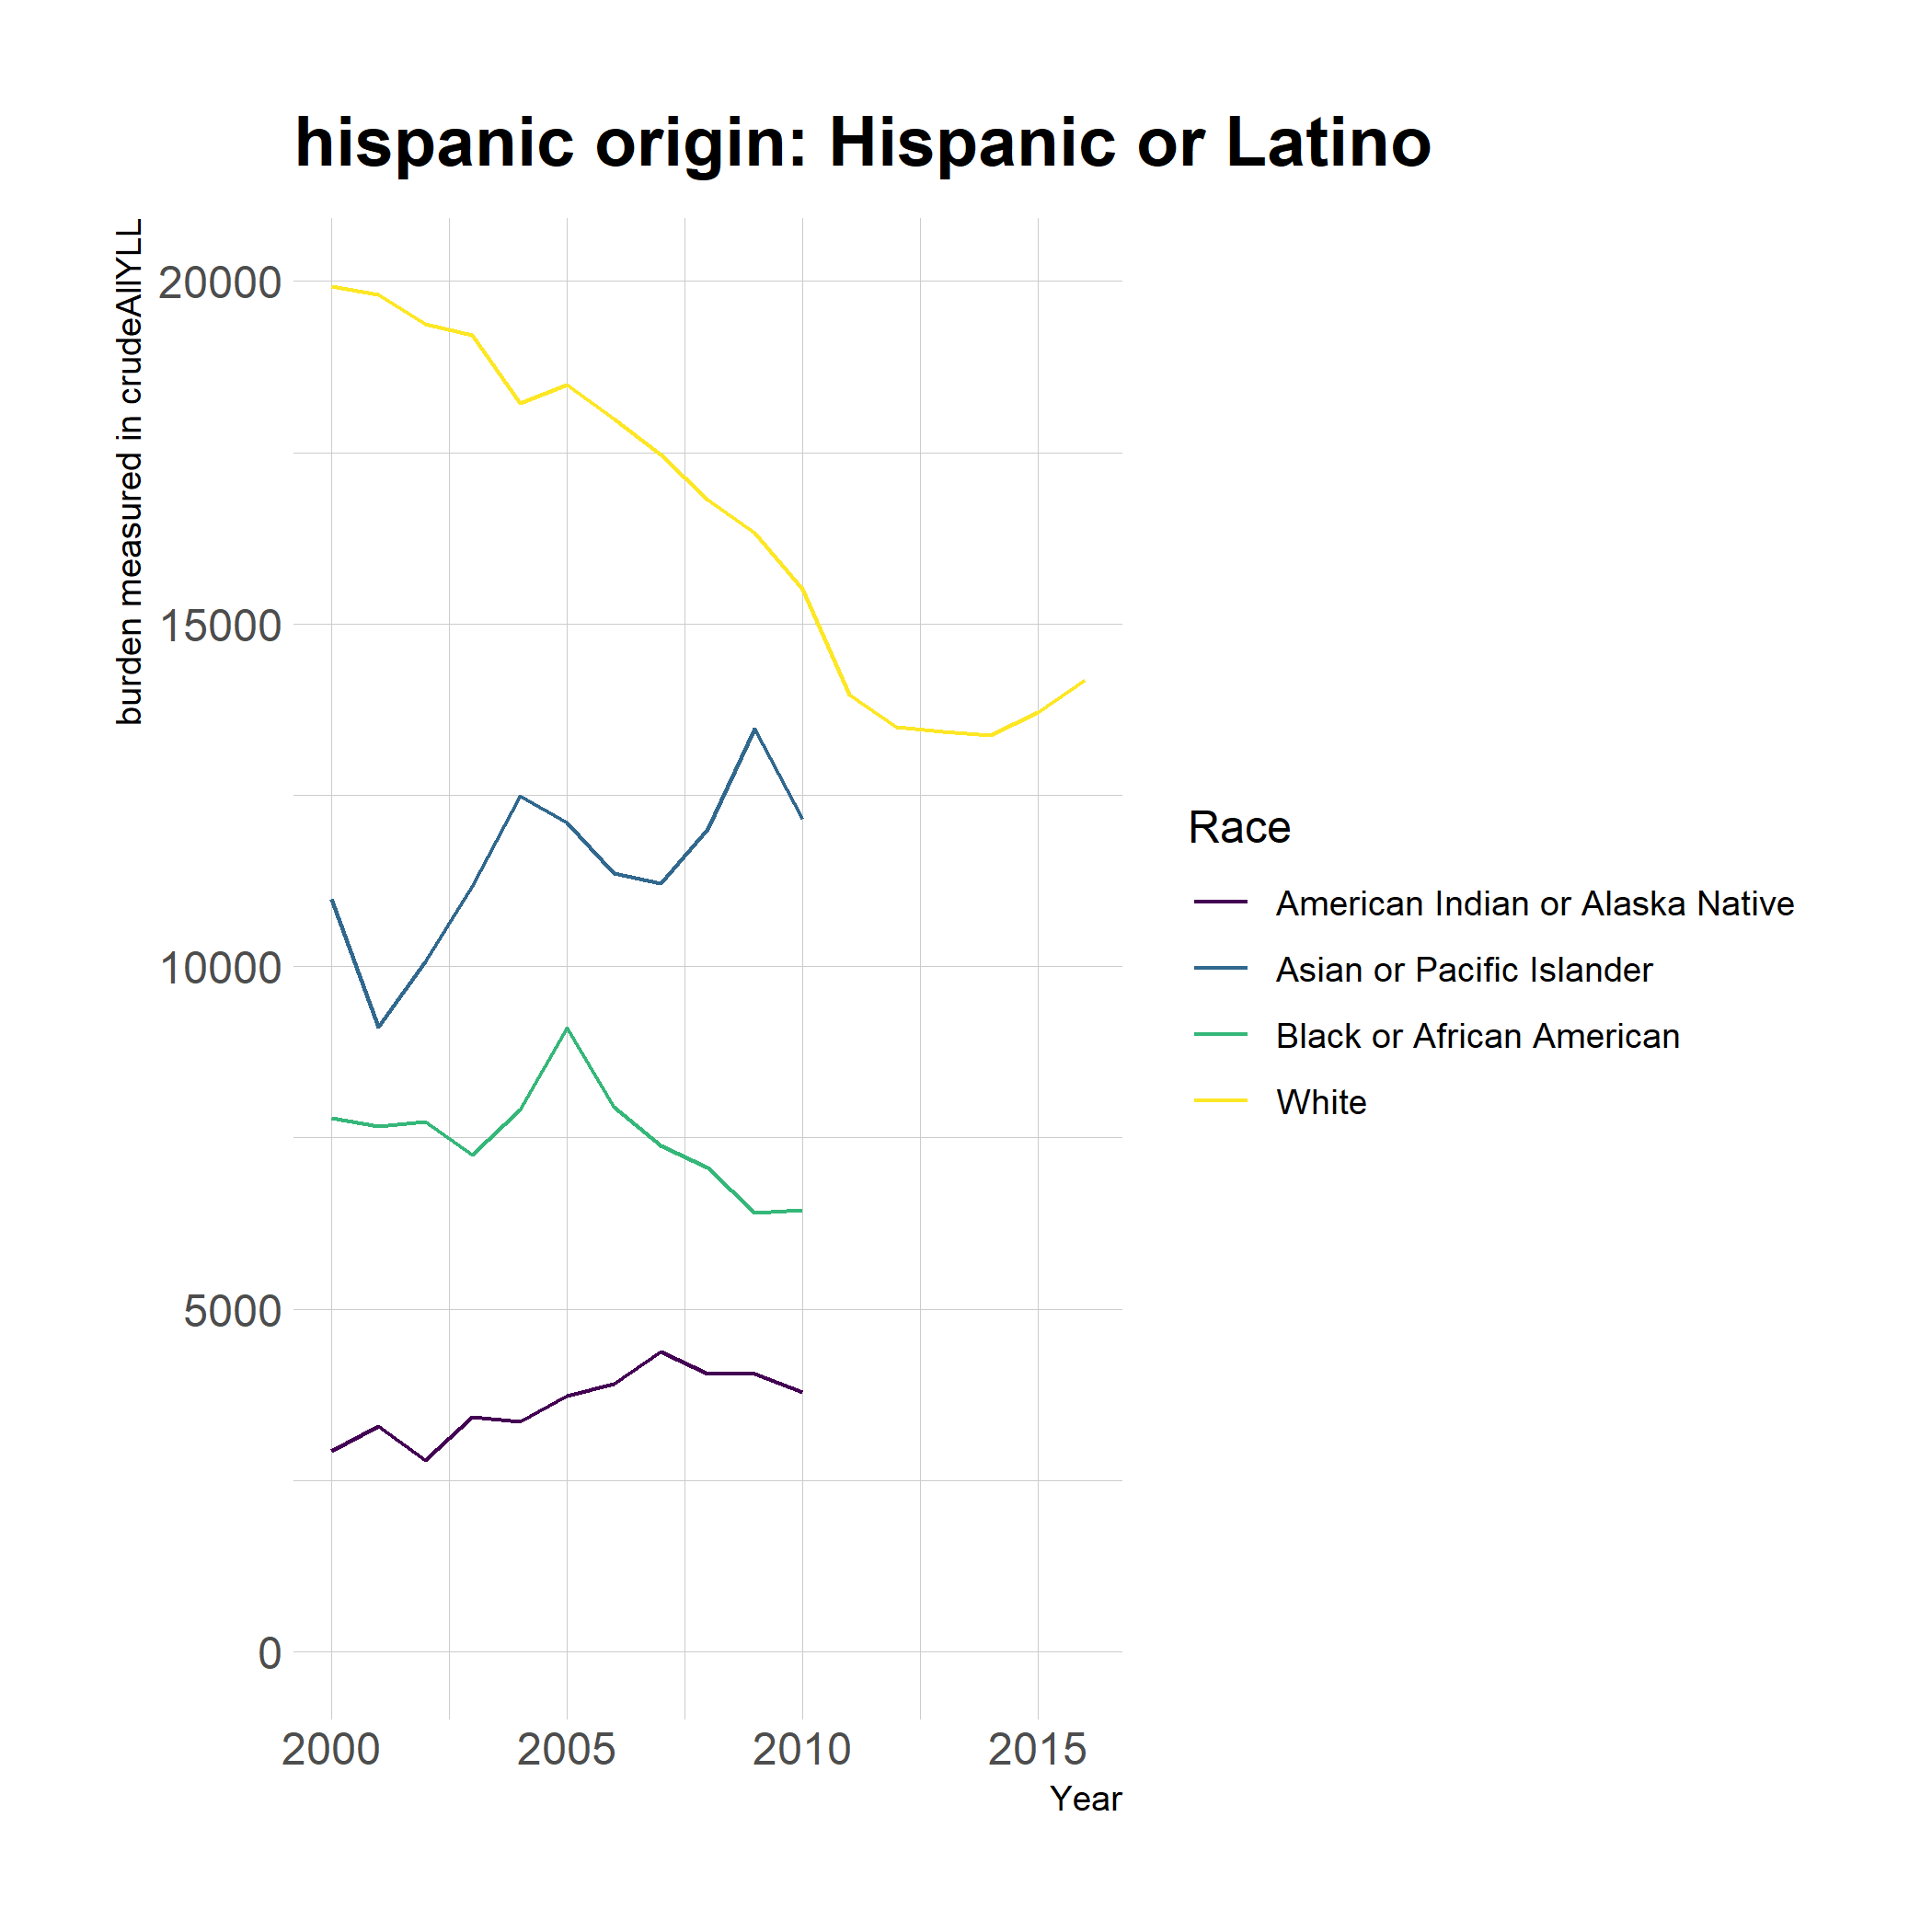 hispanic origin: Hispanic or Latino
burden measured in crudeAllYLL
20000
15000
10000
5000
0
2000 2005 2010 2015
Year
Race
American Indian or Alaska Native
Asian or Pacific Islander
Black or African American
White